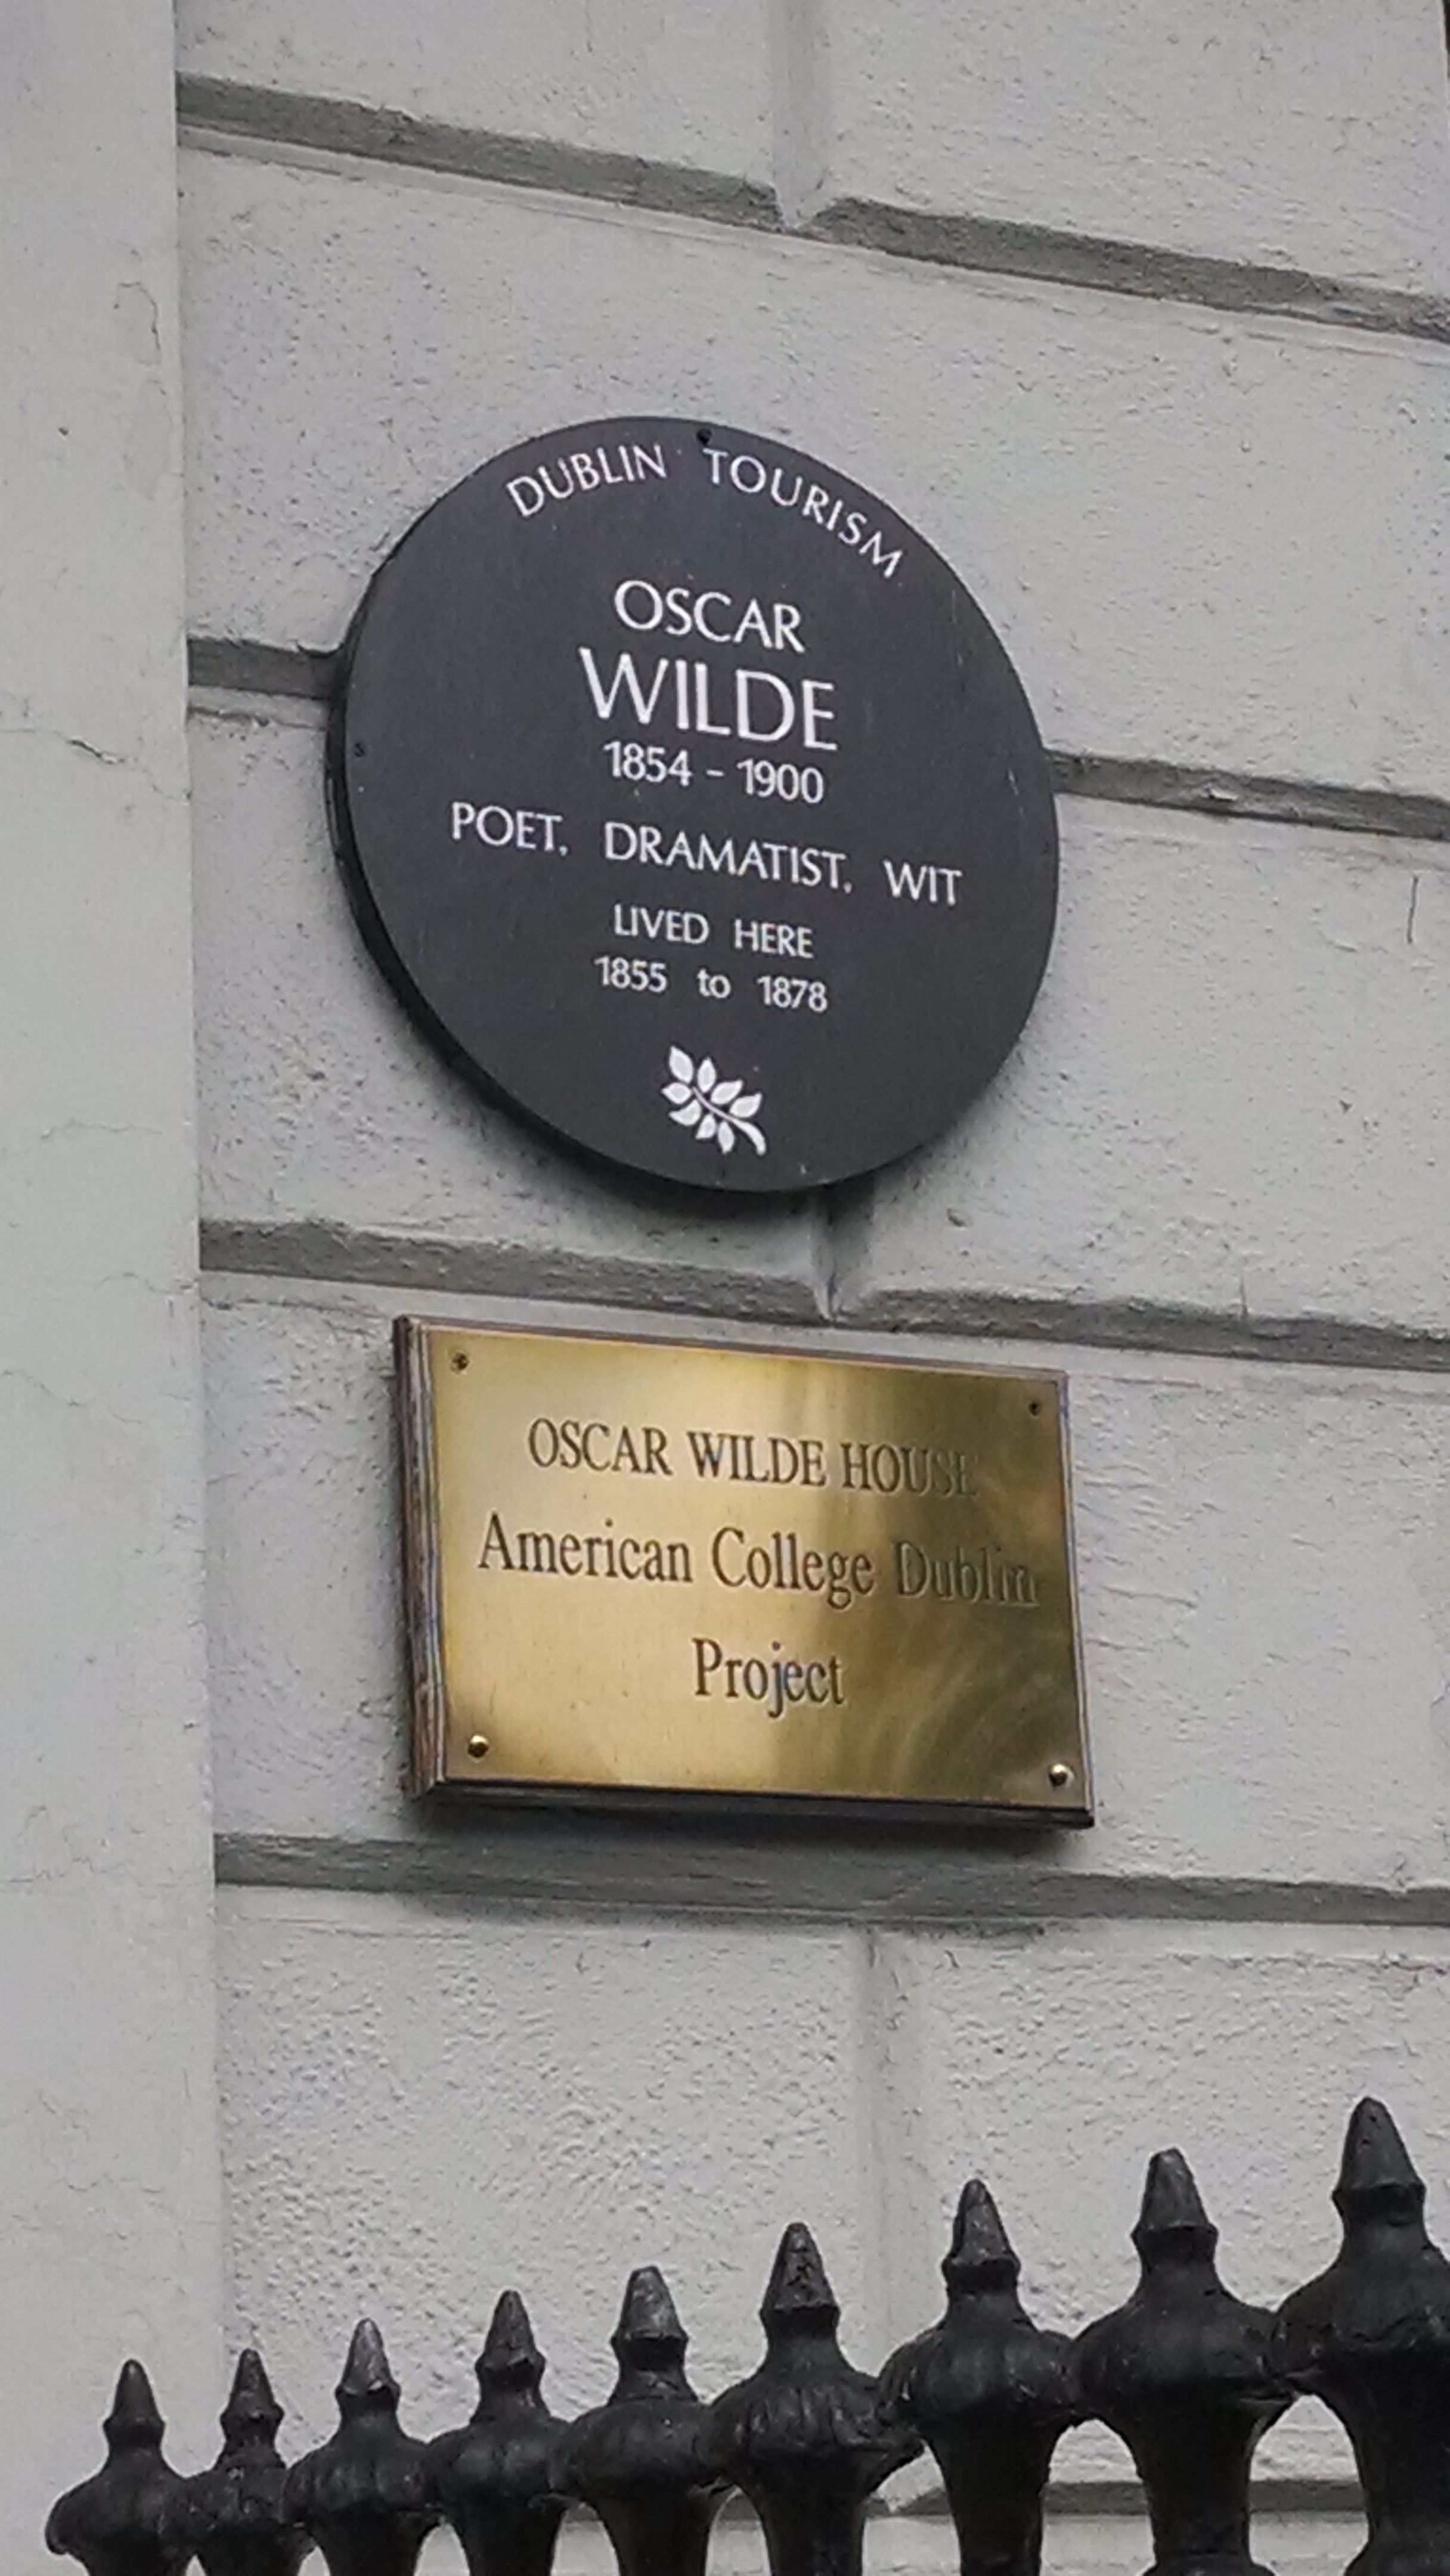 DUBLIN TOURISM
OSCAR
WILDE
1854 - 1900
POET, DRAMATIST, WIT
LIVED HERE
1855 to 1878
OSCAR WILDE HOUSE
American College Dublin
Project